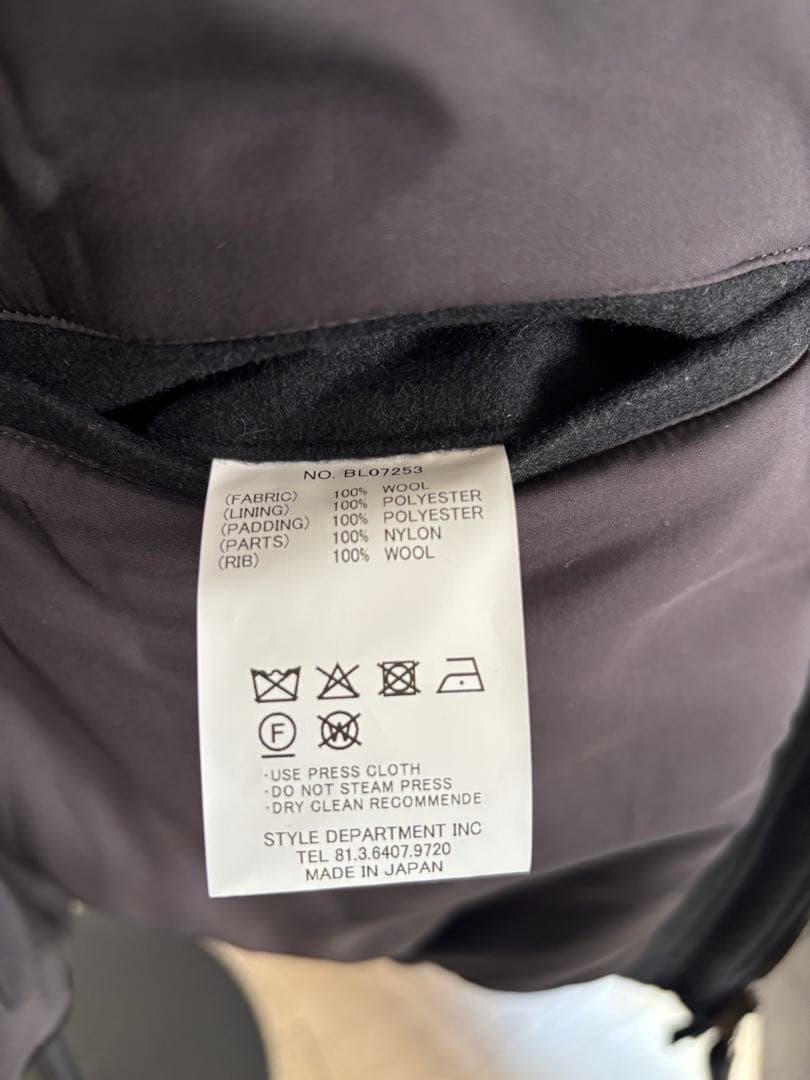 NO. BL07253
(FABRIC) 100% WOOL
(LINING) 100% POLYESTER
(PADDING) 100% POLYESTER
(PARTS) 100% NYLON
(RIB) 100% WOOL
F W
·USE PRESS CLOTH
·DO NOT STEAM PRESS
·DRY CLEAN RECOMMENDE
STYLE DEPARTMENT INC
TEL 81.3.6407.9720
MADE IN JAPAN